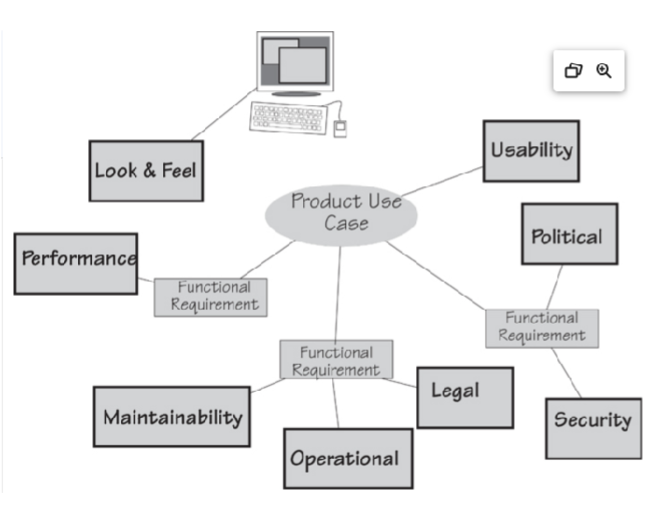 Look & Feel
Usability
Product Use
Case
Political
Performance
Functional
Requirement
Functional
Requirement
Functional
Requirement
Legal
Maintainability
Security
Operational